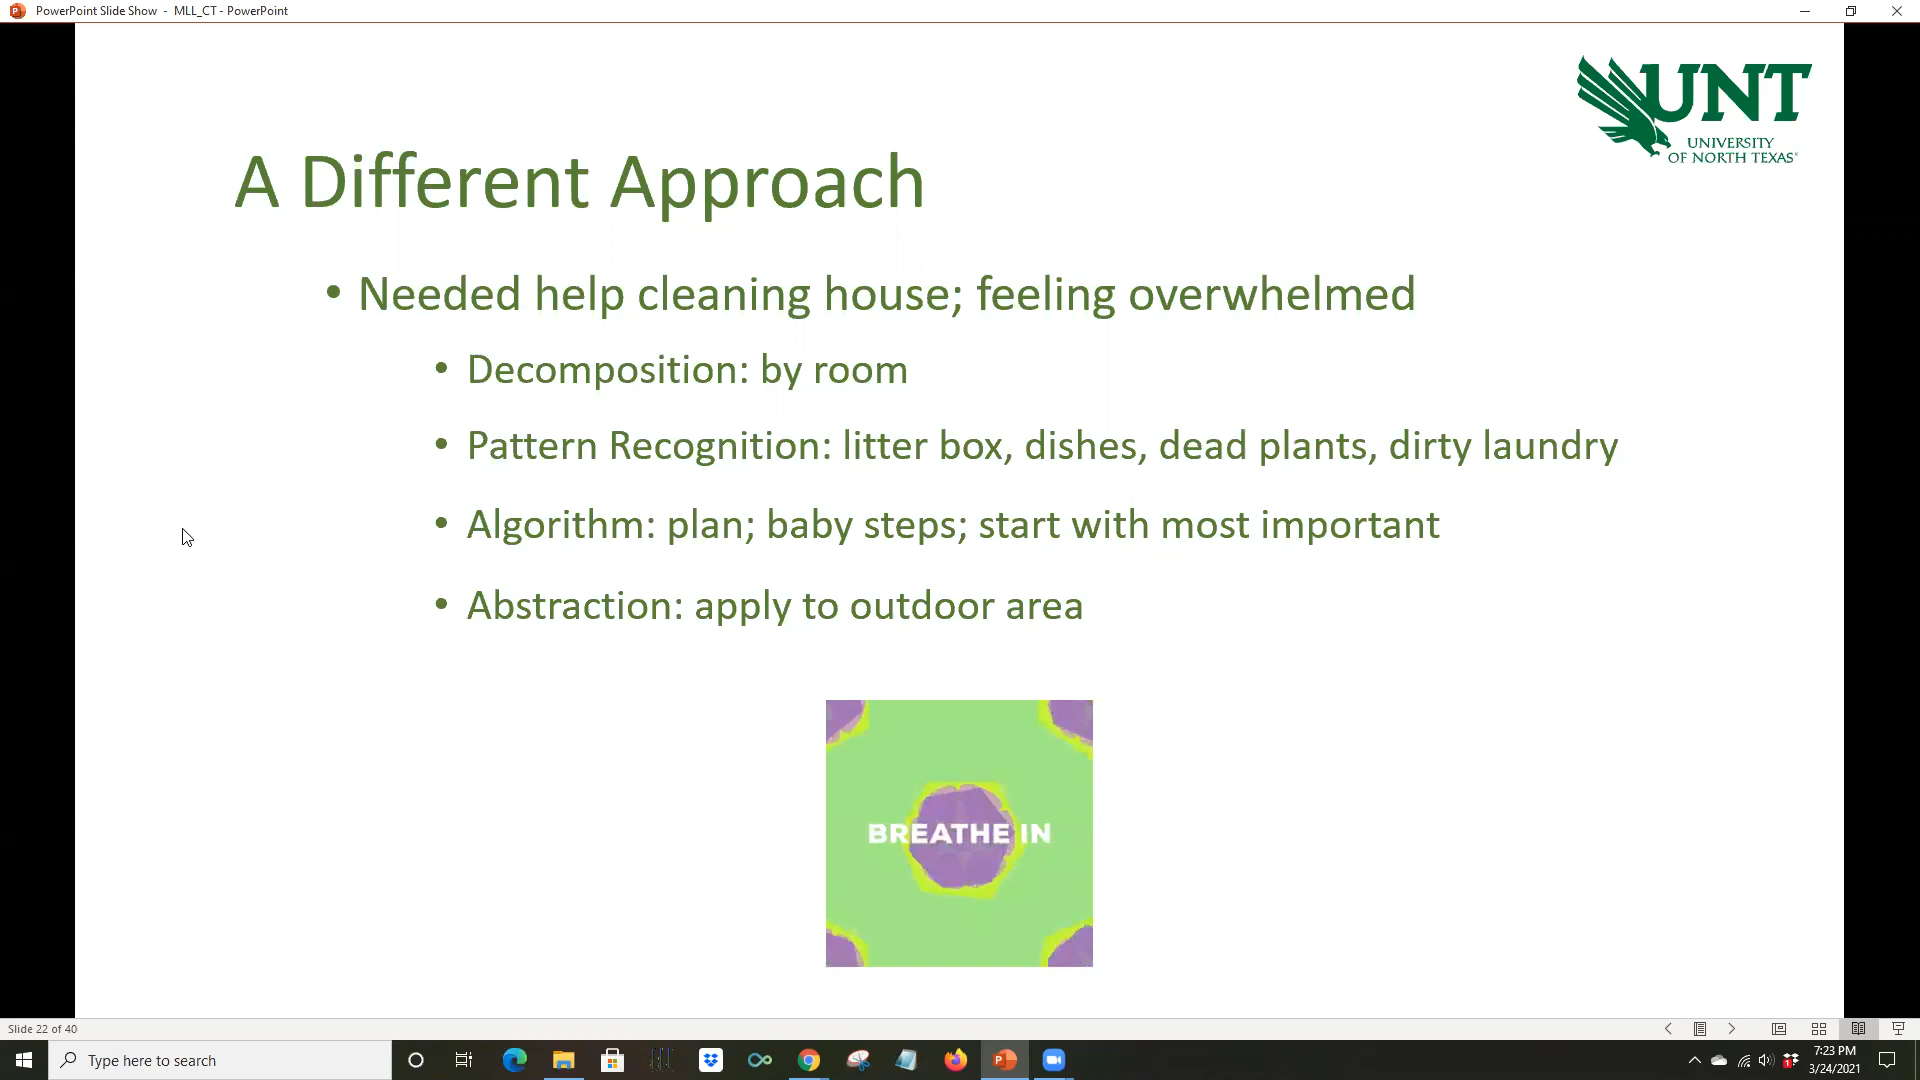 PowerPoint Slide Show - MLL_CT - PowerPoint
UNT
UNIVERSITY
OF NORTH TEXAS®
A Different Approach
• Needed help cleaning house; feeling overwhelmed
• Decomposition: by room
• Pattern Recognition: litter box, dishes, dead plants, dirty laundry
• Algorithm: plan; baby steps; start with most important
• Abstraction: apply to outdoor area
BREATHE IN
Slide 22 of 40
Type here to search
7:23 PM
3/24/2021